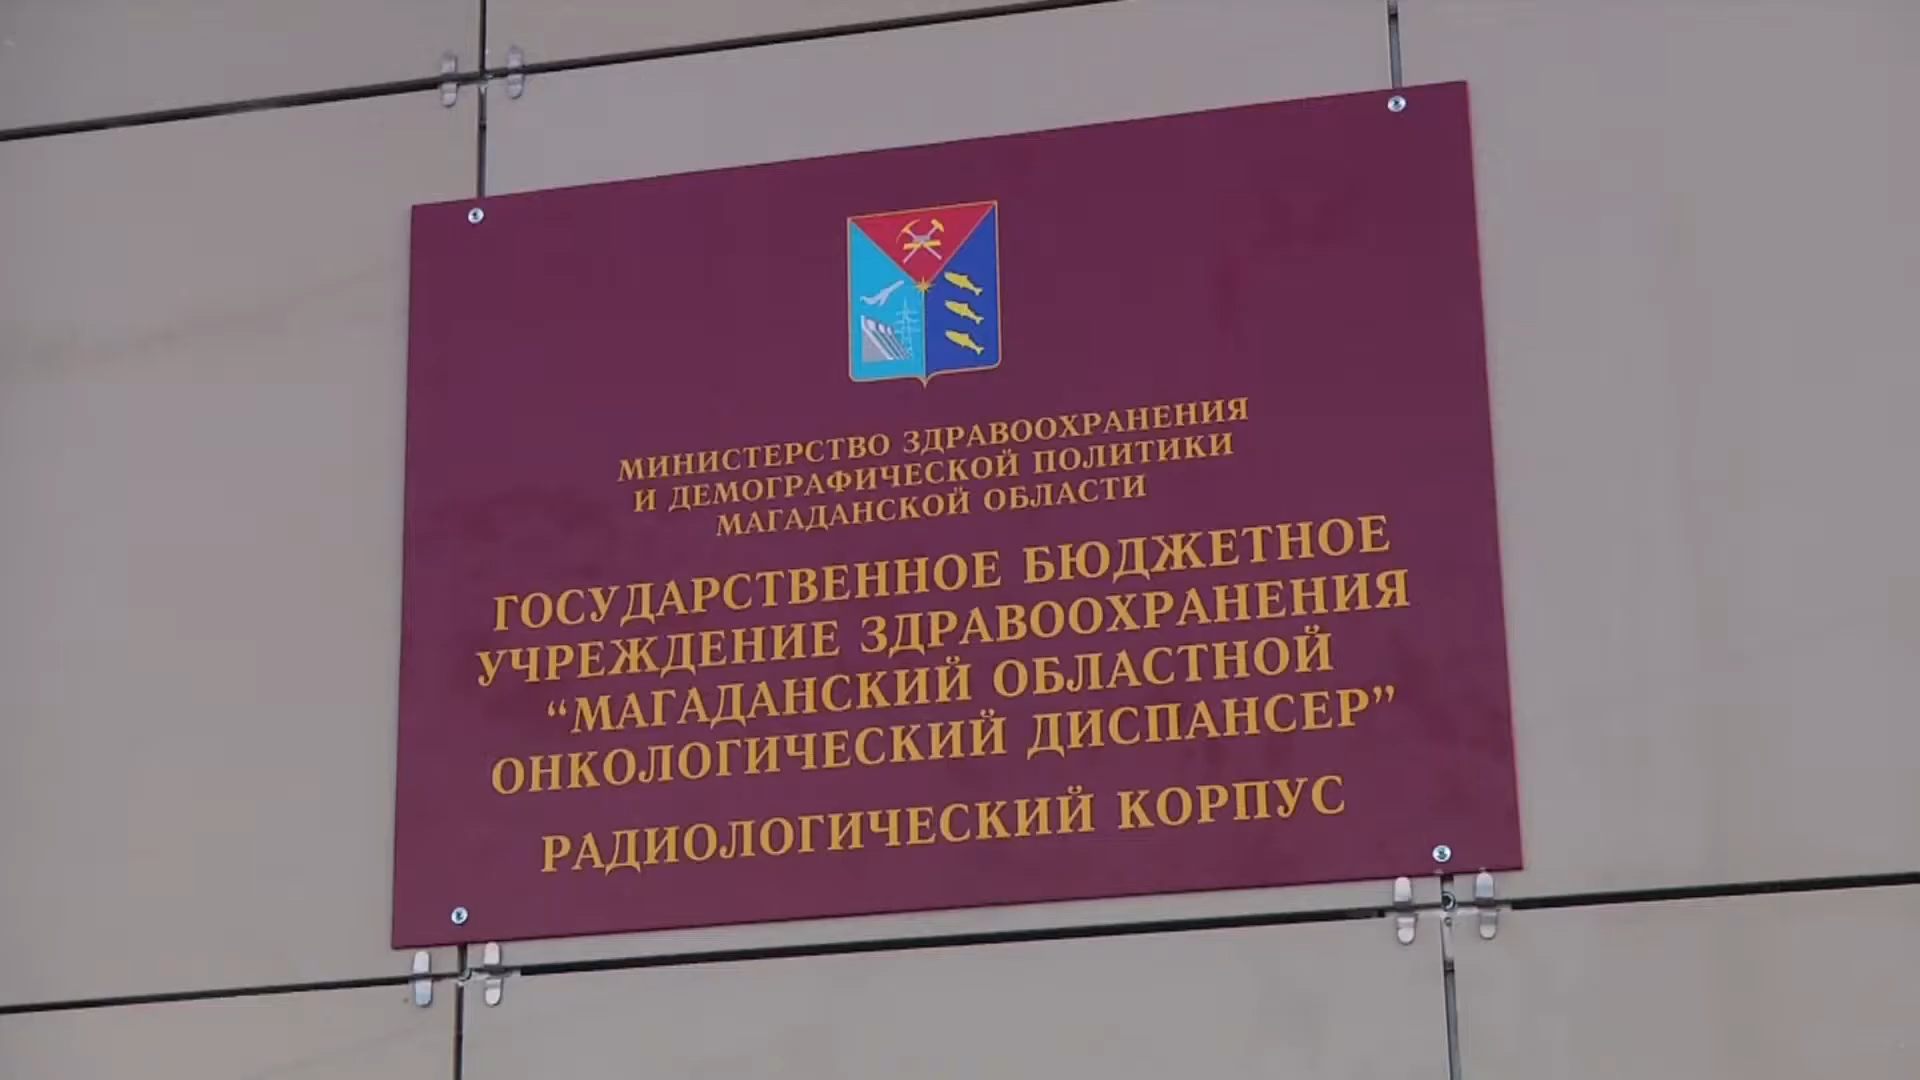 МИНИСТЕРСТВО ЗДРАВООХРАНЕНИЯ
И ДЕМОГРАФИЧЕСКОЙ ПОЛИТИКИ
МАГАДАНСКОЙ ОБЛАСТИ
ГОСУДАРСТВЕННОЕ БЮДЖЕТНОЕ
УЧРЕЖДЕНИЕ ЗДРАВООХРАНЕНИЯ
“МАГАДАНСКИЙ ОБЛАСТНОЙ
ОНКОЛОГИЧЕСКИЙ ДИСПАНСЕР”
РАДИОЛОГИЧЕСКИЙ КОРПУС